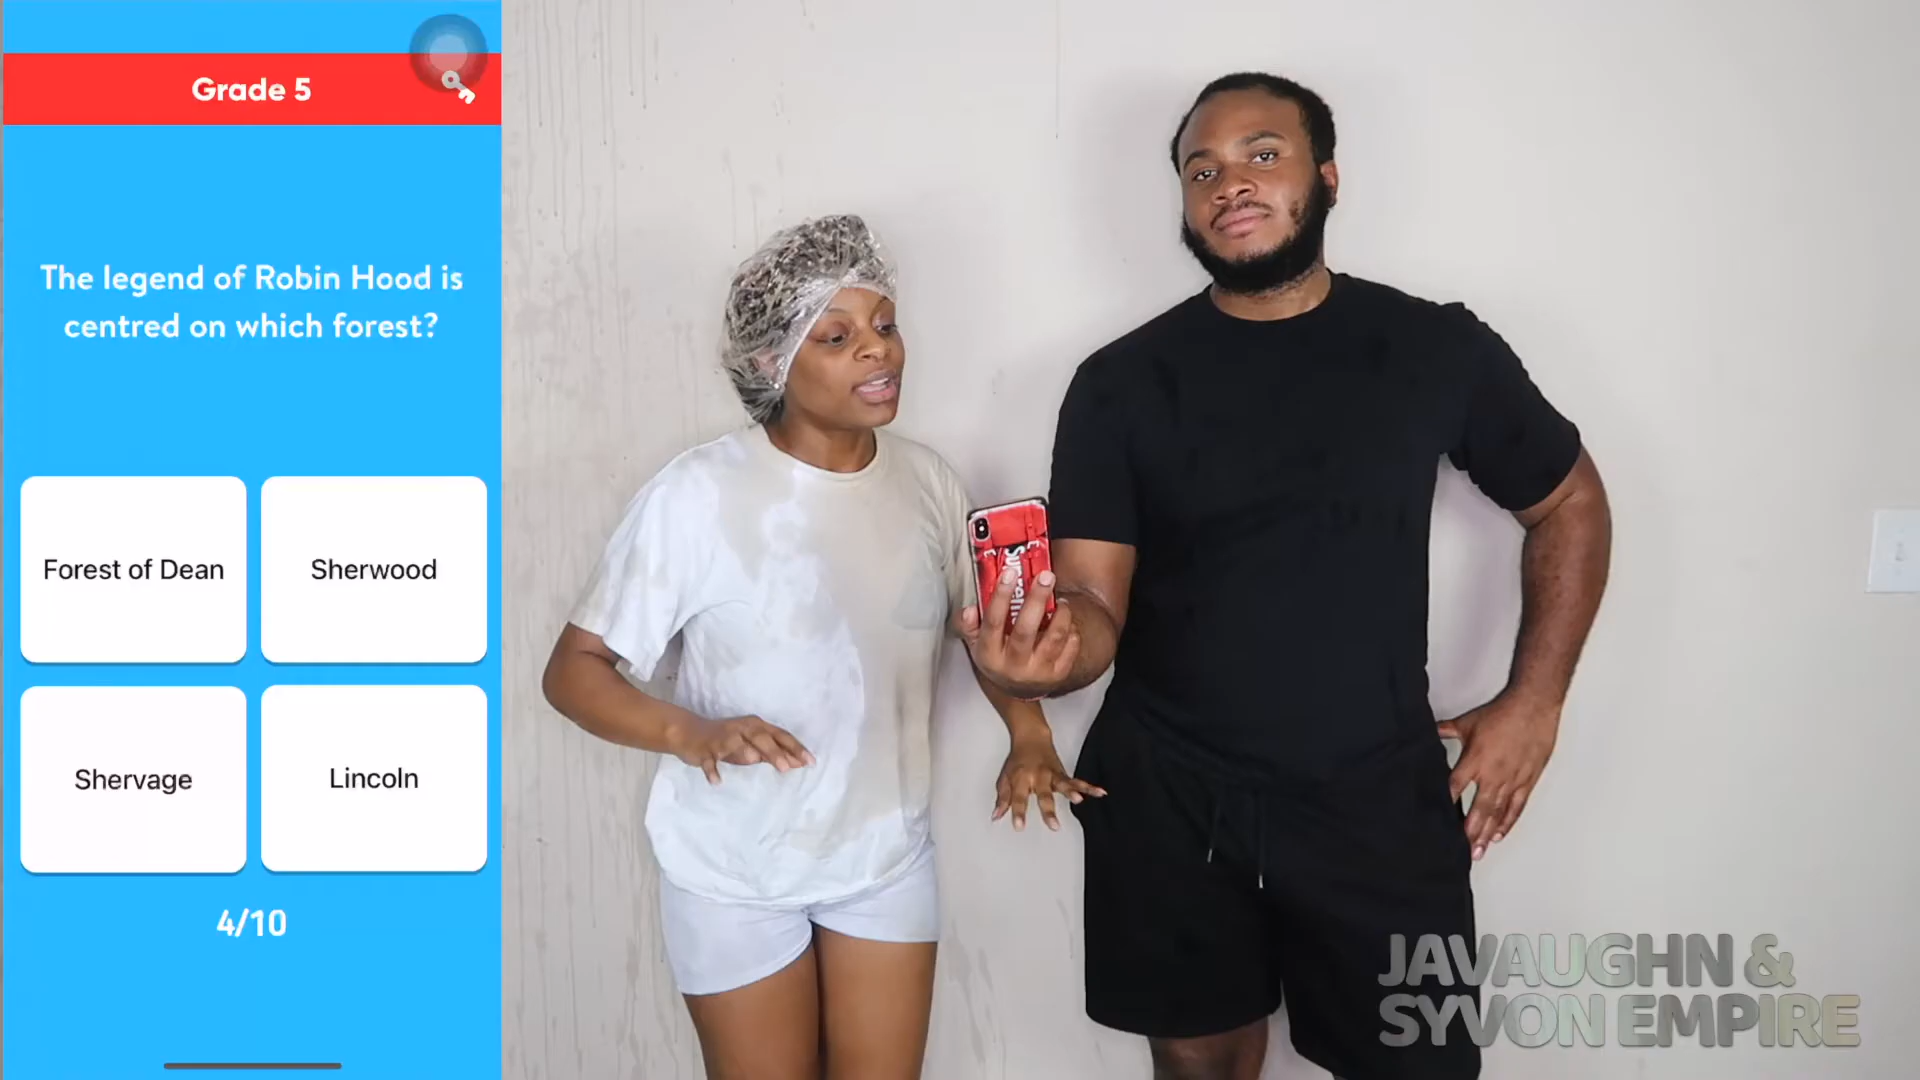 Grade 5
The legend of Robin Hood is
centred on which forest?
Forest of Dean
Sherwood
Shervage
Lincoln
4/10
Supreme
JAVAUGHN &
SYVON EMPIRE